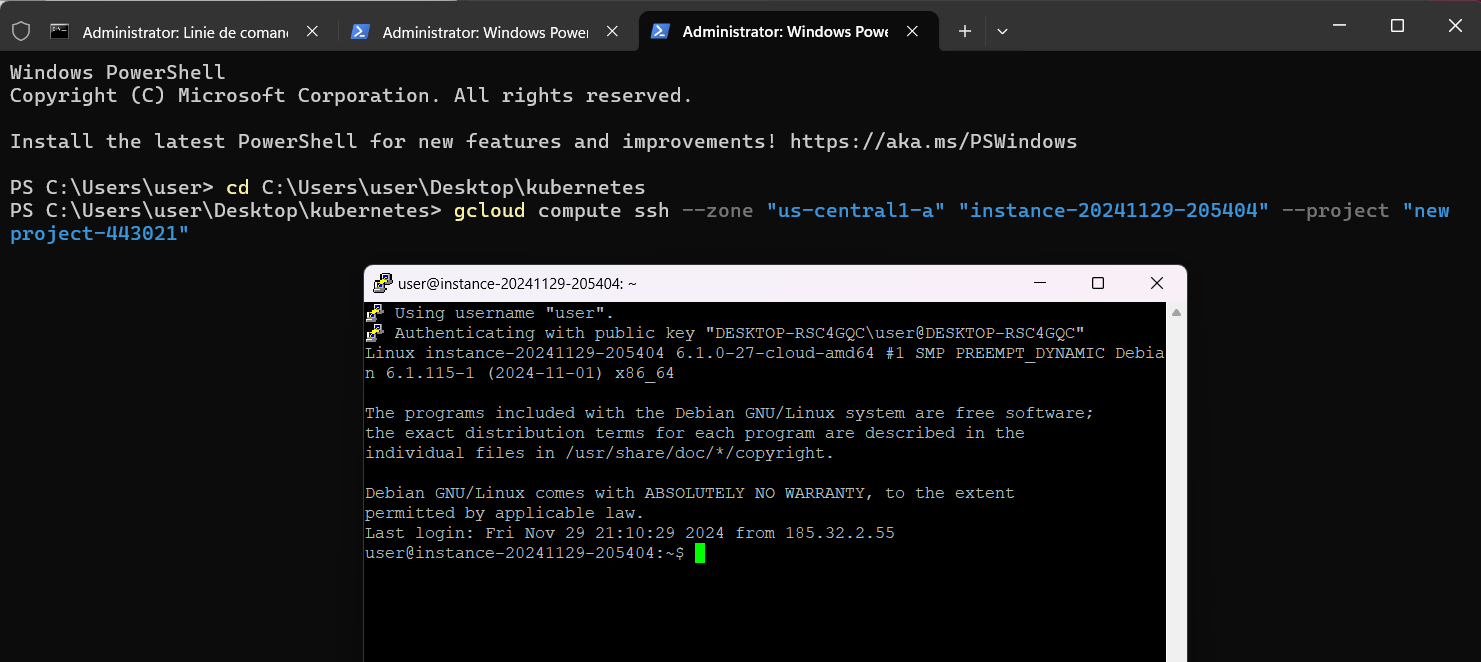 Administrator: Linie de coman
Administrator: Windows Power
Administrator: Windows Powe
Windows PowerShell
Copyright (C) Microsoft Corporation. All rights reserved.
Install the latest PowerShell for new features and improvements! https://aka.ms/PSWindows
PS C:\Users\user> cd C:\Users\user\Desktop\kubernetes
PS C:\Users\user\Desktop\kubernetes> gcloud compute ssh --zone "us-central1-a" "instance-20241129-205404" --project "new
project-443021"
user@instance-20241129-205404: ~
Using username "user".
Authenticating with public key "DESKTOP-RSC4GQC\user@DESKTOP-RSC4GQC"
Linux instance-20241129-205404 6.1.0-27-cloud-amd64 #1 SMP PREEMPT_DYNAMIC Debia
n 6.1.115-1 (2024-11-01) x86_64
The programs included with the Debian GNU/Linux system are free software;
the exact distribution terms for each program are described in the
individual files in /usr/share/doc/*/copyright.
Debian GNU/Linux comes with ABSOLUTELY NO WARRANTY, to the extent
permitted by applicable law.
Last login: Fri Nov 29 21:10:29 2024 from 185.32.2.55
user@instance-20241129-205404:~$